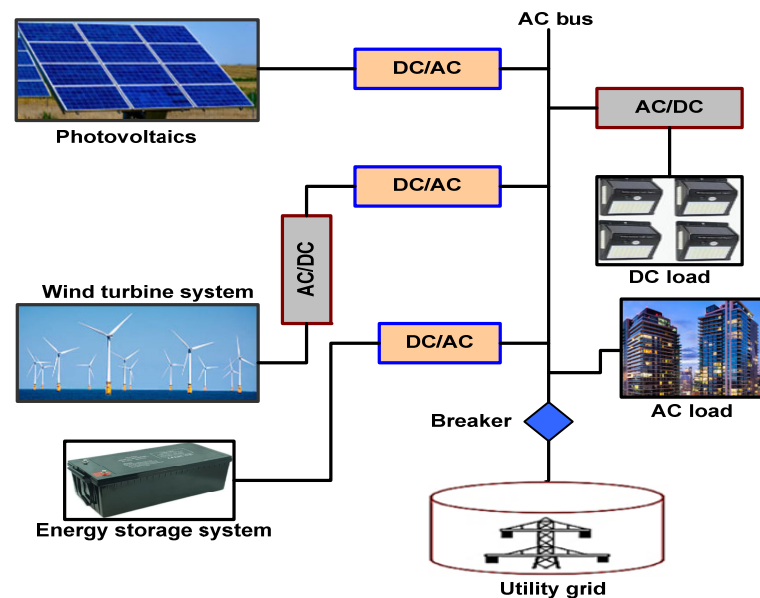 AC bus
DC/AC
AC/DC
Photovoltaics
DC/AC
AC/DC
DC load
Wind turbine system
DC/AC
AC load
Breaker
Energy storage system
Utility grid